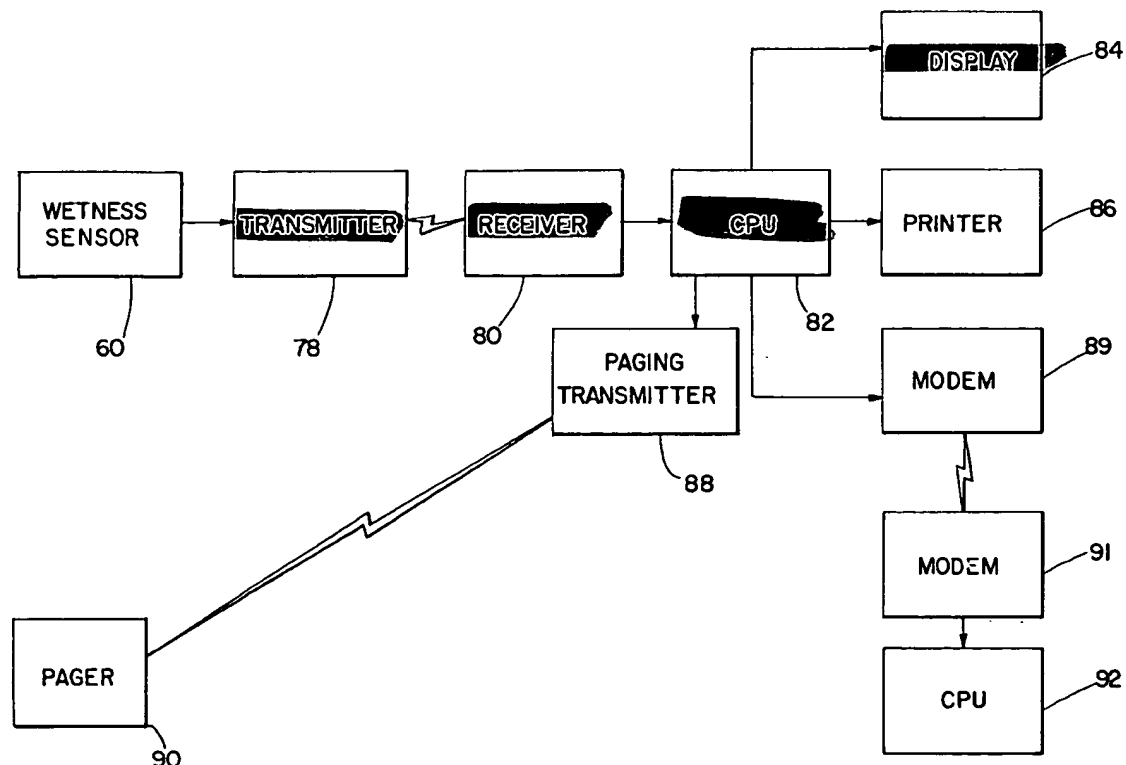 DISPLAY
84
WETNESS
SENSOR
TRANSMITTER
RECEIVER
CPU
PRINTER
86
60
78
80
82
PAGING
TRANSMITTER
88
MODEM
89
MODEM
91
PAGER
90
CPU
92